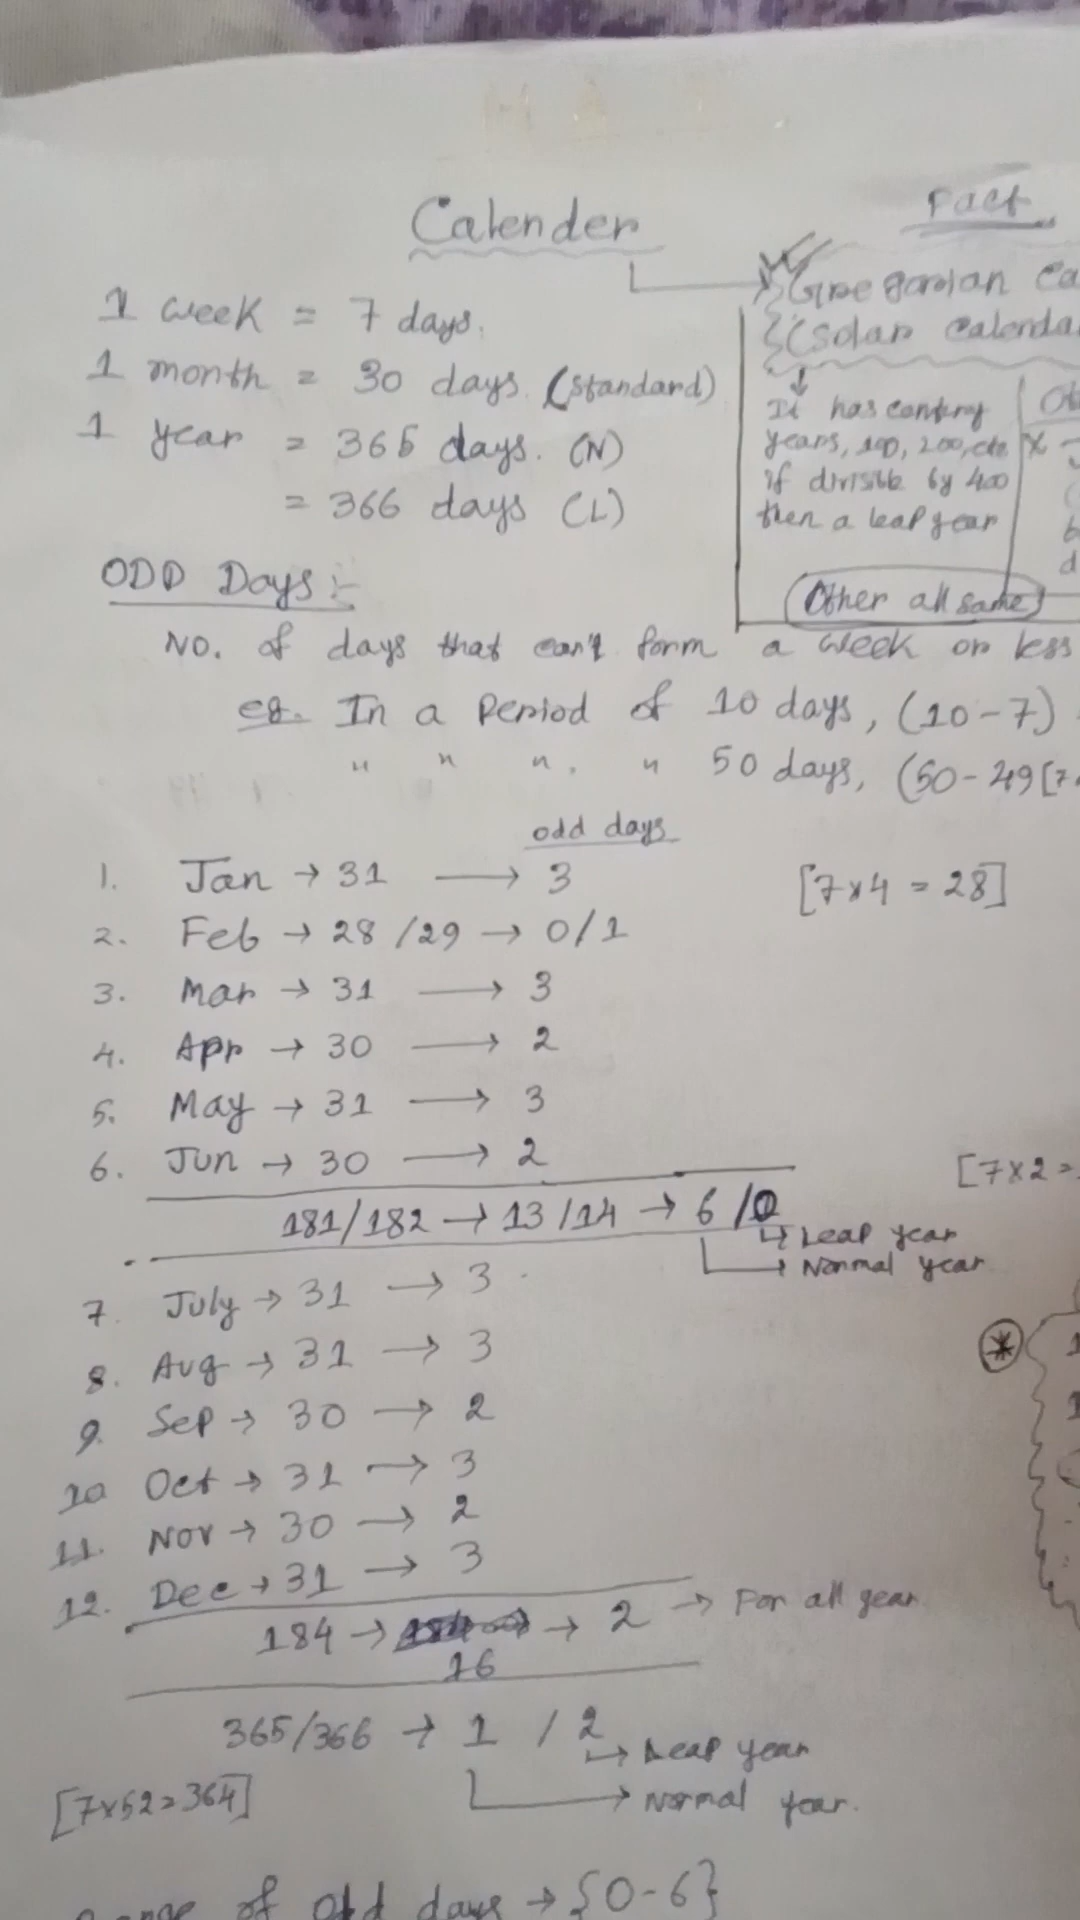 Calender
Fact
Gregorian Ca
(Solar Calenda
1 week = 7 days.
1 month = 30 days (standard)
1 year = 365 days. (N)
= 366 days (L)
It has century
years, 100, 200, etc
if divisible by 400
then a leap year
Other all same
ODD Days :-
No. of days that can't form a week or less
eg. In a Period of 10 days, (10-7)
" " " . " 50 days, (50-49[7
odd days
1. Jan → 31 → 3
[7x4 = 28]
2. Feb → 28/29 → 0/1
3. Mar → 31 → 3
4. Apr → 30 → 2
5. May → 31 → 3
6. Jun → 30 → 2
[7x2=
181/182 → 13/14 → 6/0
↳ Leap year
↳ Normal year
7. July → 31 → 3
8. Aug → 31 → 3
9. Sep → 30 → 2
10 Oct → 31 → 3
11. Nov → 30 → 2
12. Dec → 31 → 3
184 → → 2 → For all year
16
365/366 → 1 / 2
↳ Leap year
↳ Normal year.
[7x52=364]
of odd days → {0-6}